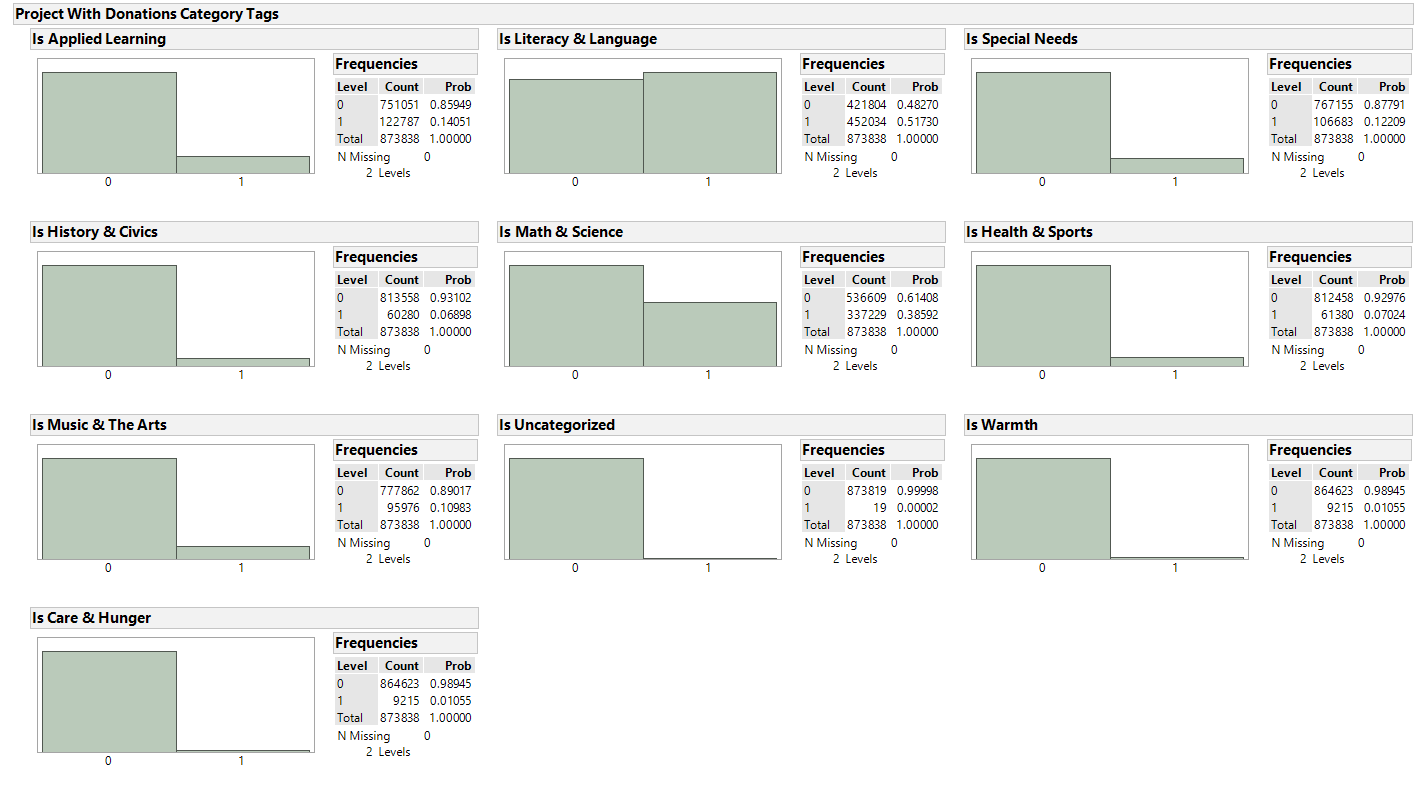 Project With Donations Category Tags
Is Applied Learning
Frequencies
Level Count Prob
0 751051 0.85949
1 122787 0.14051
Total 873838 1.00000
N Missing 0
2 Levels
0 1
Is Literacy & Language
Frequencies
Level Count Prob
0 421804 0.48270
1 452034 0.51730
Total 873838 1.00000
N Missing 0
2 Levels
0 1
Is Special Needs
Frequencies
Level Count Prob
0 767155 0.87791
1 106683 0.12209
Total 873838 1.00000
N Missing 0
2 Levels
0 1
Is History & Civics
Frequencies
Level Count Prob
0 813558 0.93102
1 60280 0.06898
Total 873838 1.00000
N Missing 0
2 Levels
0 1
Is Math & Science
Frequencies
Level Count Prob
0 536609 0.61408
1 337229 0.38592
Total 873838 1.00000
N Missing 0
2 Levels
0 1
Is Health & Sports
Frequencies
Level Count Prob
0 812458 0.92976
1 61380 0.07024
Total 873838 1.00000
N Missing 0
2 Levels
0 1
Is Music & The Arts
Frequencies
Level Count Prob
0 777862 0.89017
1 95976 0.10983
Total 873838 1.00000
N Missing 0
2 Levels
0 1
Is Uncategorized
Frequencies
Level Count Prob
0 873819 0.99998
1 19 0.00002
Total 873838 1.00000
N Missing 0
2 Levels
0 1
Is Warmth
Frequencies
Level Count Prob
0 864623 0.98945
1 9215 0.01055
Total 873838 1.00000
N Missing 0
2 Levels
0 1
Is Care & Hunger
Frequencies
Level Count Prob
0 864623 0.98945
1 9215 0.01055
Total 873838 1.00000
N Missing 0
2 Levels
0 1